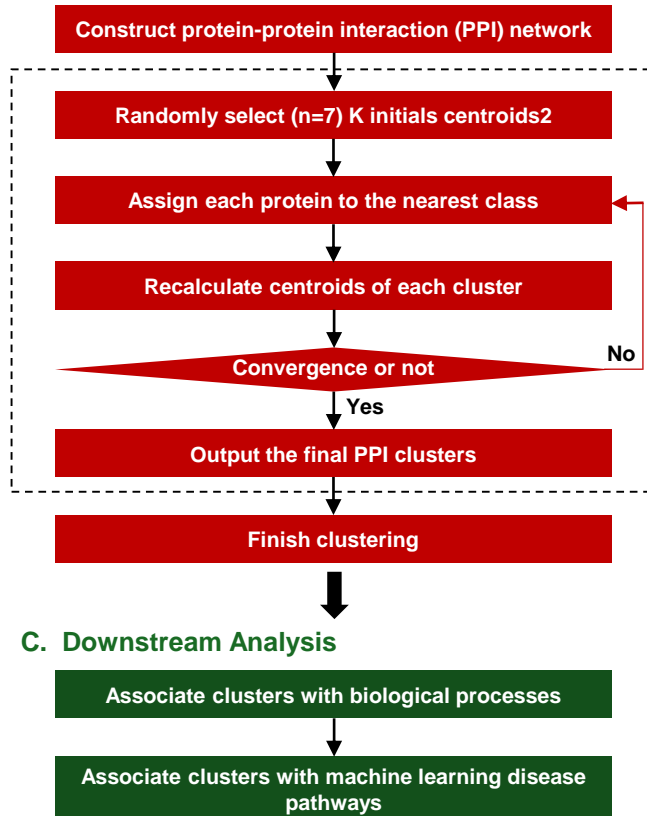 Construct protein-protein interaction (PPI) network
Randomly select (n=7) K initials centroids2
Assign each protein to the nearest class
Recalculate centroids of each cluster
Convergence or not
No
Yes
Output the final PPI clusters
Finish clustering
C. Downstream Analysis
Associate clusters with biological processes
Associate clusters with machine learning disease
pathways